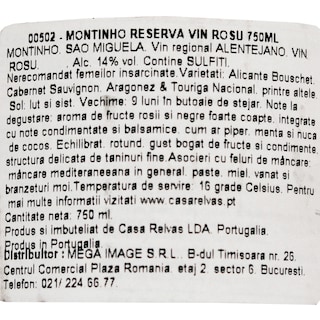 00502 - MONTINHO RESERVA VIN ROSU 750ML
MONTINHO. SAO MIGUELA. Vin regional ALENTEJANO. VIN
ROSU. Alc. 14% vol. Contine SULFITI.
Nerecomandat femeilor insarcinate.Varietati: Alicante Bouschet.
Cabernet Sauvignon. Aragonez & Touriga Nacional. printre altele
Sol: lut si sist. Vechime: 9 luni în butoaie de stejar. Note la
degustare: aroma de fructe rosii si fructe foarte coapte. integrate
cu note condimentate si balsamice. cum ar piper. menta si nuca
de cocos. Echilibrat. rotund. gust bogat de fructe si condimente.
structura delicata de taninuri fine.Asocieri cu feluri de mâncare:
mâncare mediteraneeana in general. paste. miel. vanat si
branzeturi moi.Temperatura de servire: 16 grade Celsius. Pentru
mai multe informatii vizitati www.casarelvas.pt
Cantitate neta: 750 ml.
Produs si imbuteliat de Casa Relvas LDA. Portugalia.
Produs in Portugalia.
Distribuitor : MEGA IMAGE S.R.L.. B-dul Timisoara nr. 26.
Centrul Comercial Plaza Romania. etaj 2. sector 6. Bucuresti.
Telefon: 021/ 224 66.77